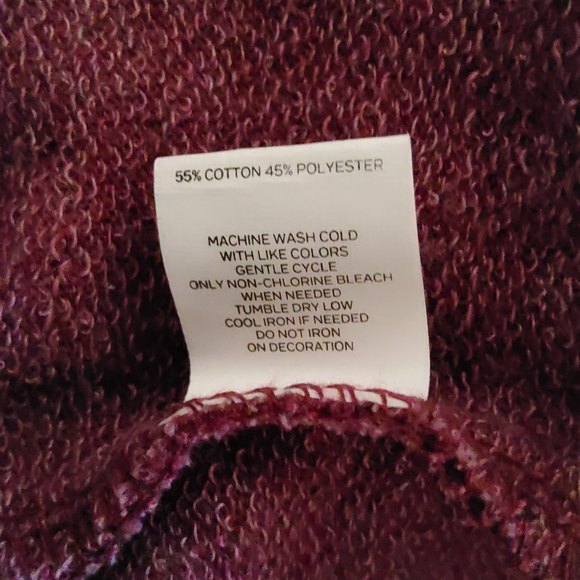 55% COTTON 45% POLYESTER
MACHINE WASH COLD
WITH LIKE COLORS
GENTLE CYCLE
ONLY NON-CHLORINE BLEACH
WHEN NEEDED
TUMBLE DRY LOW
COOL IRON IF NEEDED
DO NOT IRON
ON DECORATION